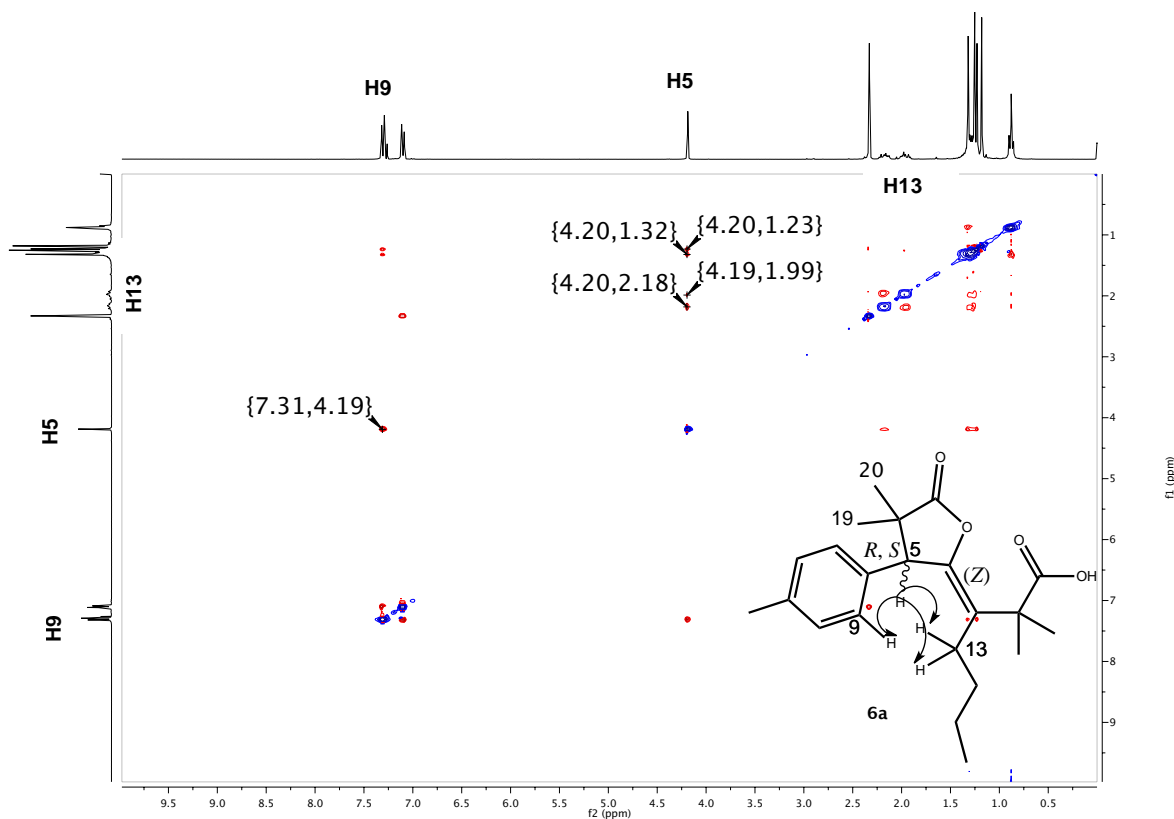 H9
H5
H13
{4.20,1.32}
{4.20,1.23}
{4.20,2.18}
{4.19,1.99}
{7.31,4.19}
H13
H5
H9
1
2
3
4
5
6
7
8
9
f1 (ppm)
O
20
19
O
R, S
5
(Z)
O
OH
H
9
H
H
H
13
6a
9.5 9.0 8.5 8.0 7.5 7.0 6.5 6.0 5.5 5.0 4.5 4.0 3.5 3.0 2.5 2.0 1.5 1.0 0.5
f2 (ppm)